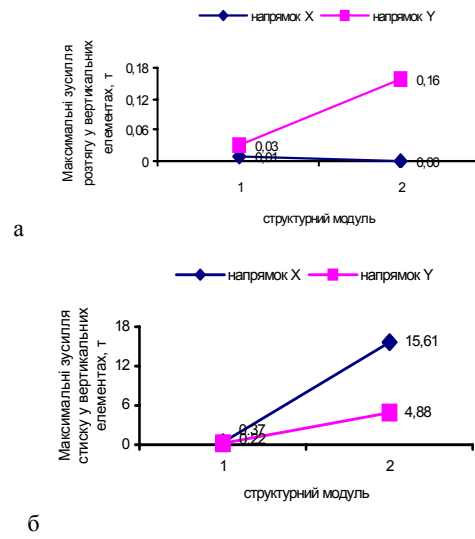 напрямок X напрямок Y
Максимальні зусилля
розтягу у вертикальних
елементах, т
0,18
0,12
0,06
0
0,03
0,01
0,16
0,00
1 2
структурний модуль
а
напрямок X напрямок Y
Максимальні зусилля
стиску у вертикальних
елементах, т
18
12
6
0
0.37
0.22
15,61
4,88
1 2
структурний модуль
б